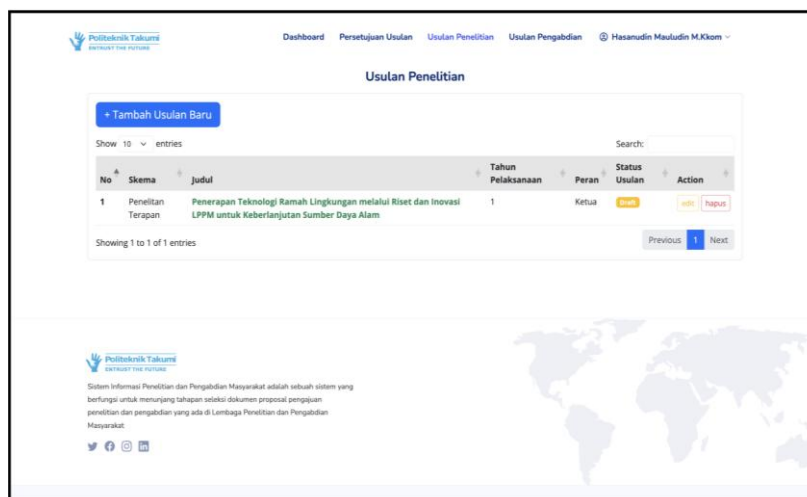 Politeknik Takumi
ENTRUST THE FUTURE
Dashboard Persetujuan Usulan Usulan Penelitian Usulan Pengabdian Hasanudin Mauludin M.Kkom
Usulan Penelitian
+ Tambah Usulan Baru
Show 10 entries Search:
No Skema Judul Tahun Pelaksanaan Peran Status Usulan Action
1 Penelitan Terapan Penerapan Teknologi Ramah Lingkungan melalui Riset dan Inovasi LPPM untuk Keberlanjutan Sumber Daya Alam 1 Ketua Draft edit hapus
Showing 1 to 1 of 1 entries Previous 1 Next
Politeknik Takumi
ENTRUST THE FUTURE
Sistem Informasi Penelitian dan Pengabdian Masyarakat adalah sebuah sistem yang
berfungsi untuk menunjang tahapan seleksi dokumen proposal pengajuan
penelitian dan pengabdian yang ada di Lembaga Penelitian dan Pengabdian
Masyarakat